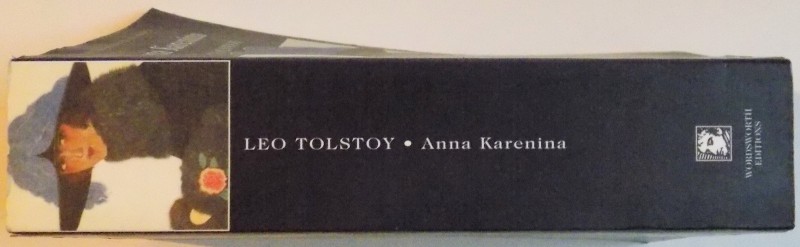 LEO TOLSTOY • Anna Karenina
WORDSWORTH
EDITIONS